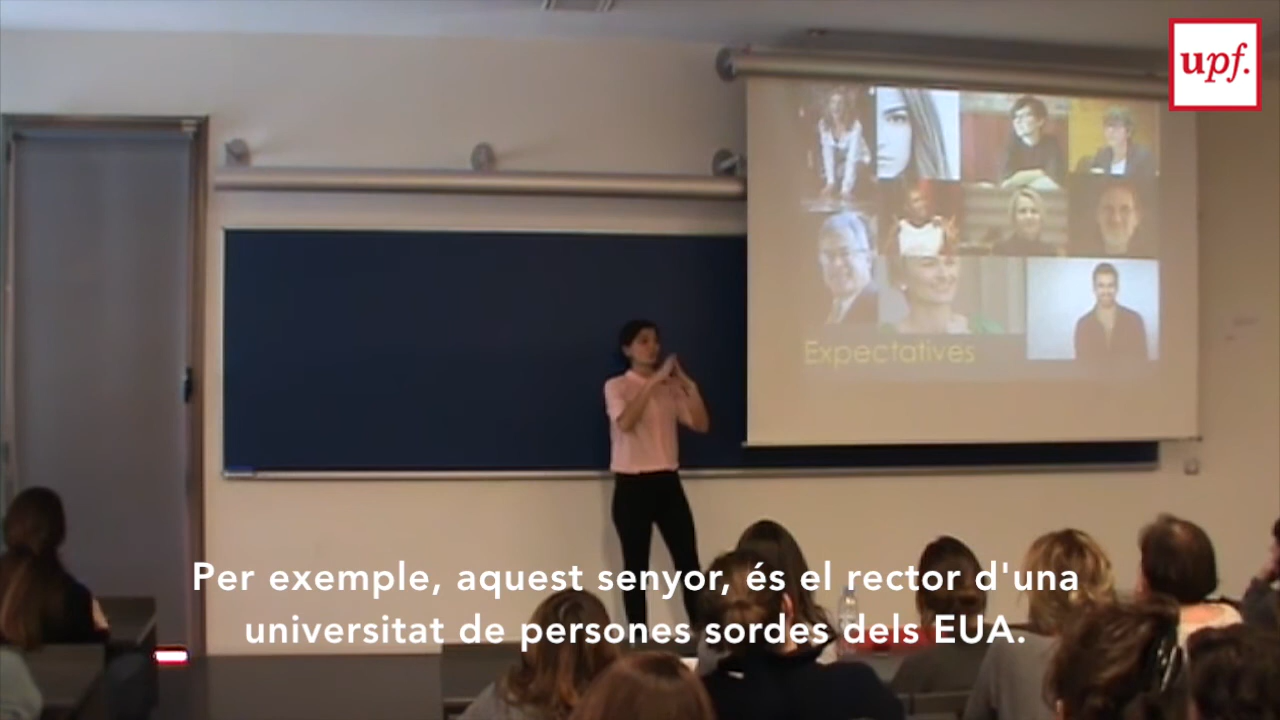 upf.
Expectatives
Per exemple, aquest senyor, és el rector d'una
universitat de persones sordes dels EUA.